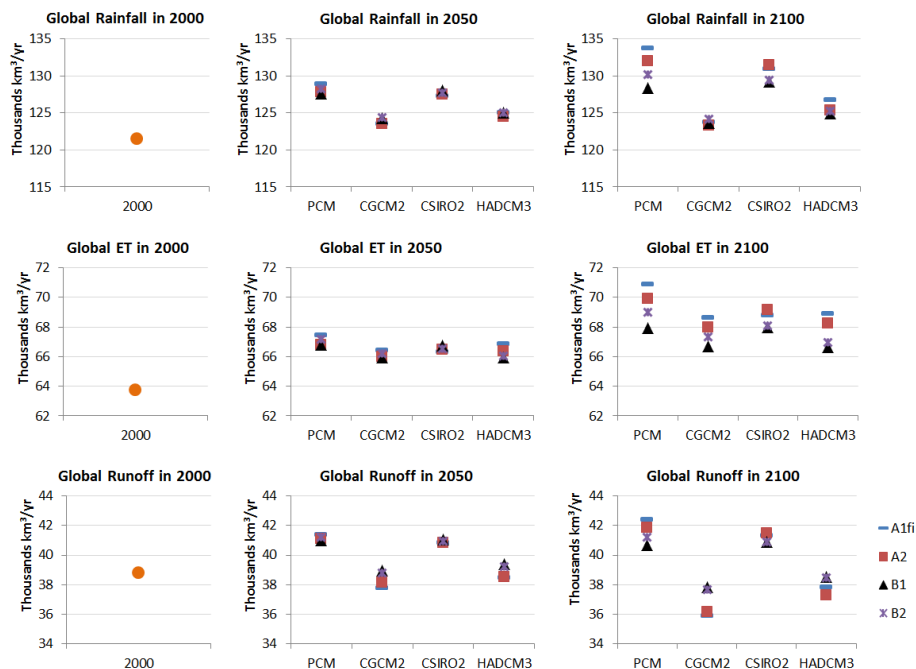 Global Rainfall in 2000
Thousands km³/yr
135
130
125
120
115
2000
Global Rainfall in 2050
Thousands km³/yr
135
130
125
120
115
PCM CGCM2 CSIRO2 HADCM3
Global Rainfall in 2100
Thousands km³/yr
135
130
125
120
115
PCM CGCM2 CSIRO2 HADCM3
Global ET in 2000
Thousands km³/yr
72
70
68
66
64
62
2000
Global ET in 2050
Thousands km³/yr
72
70
68
66
64
62
PCM CGCM2 CSIRO2 HADCM3
Global ET in 2100
Thousands km³/yr
72
70
68
66
64
62
PCM CGCM2 CSIRO2 HADCM3
Global Runoff in 2000
Thousands km³/yr
44
42
40
38
36
34
2000
Global Runoff in 2050
Thousands km³/yr
44
42
40
38
36
34
PCM CGCM2 CSIRO2 HADCM3
Global Runoff in 2100
Thousands km³/yr
44
42
40
38
36
34
PCM CGCM2 CSIRO2 HADCM3
A1fi
A2
B1
B2